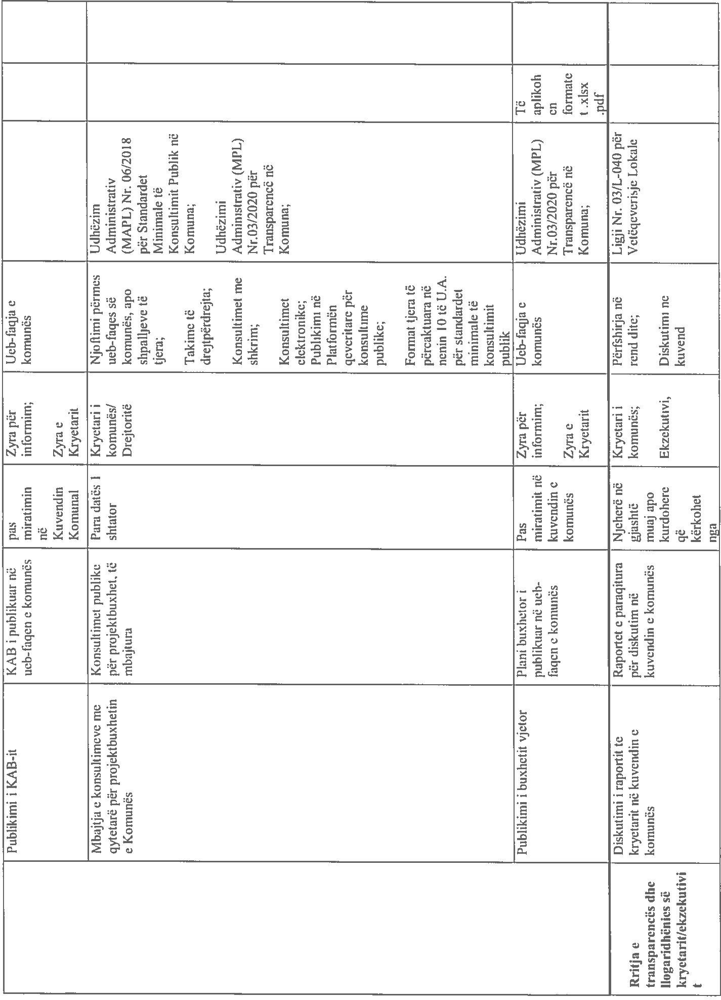 Publikimi i KAB-it
KAB i publikuar në
ueb-faqen e komunës
pas
miratimin
në
Kuvendin
Komunal
Zyra për
informim;
Zyra e
Kryetarit
Ueb-faqja e
komunës
Mbajtja e konsultimeve me
qytetarë për projektbuxhetin
e Komunës
Konsultimet publike
për projektbuxhet, të
mbajtura
Para datës 1
shtator
Kryetari i
komunës/
Drejtoritë
Njoftimi përmes
ueb-faqes së
komunës, apo
shpalljeve të
tjera;
Takime të
drejtpërdrejta;
Konsultimet me
shkrim;
Konsultimet
elektronike;
Publkimi në
Platformën
qeveritare për
konsultime
publike;
Format tjera të
përcaktuara në
nenin 10 të U.A.
për standardet
minimale të
konsultimit
publik
Udhëzim
Administrativ
(MAPL) Nr. 06/2018
për Standardet
Minimale të
Konsultimit Publik në
Komuna;
Udhëzimi
Administrativ (MPL)
Nr.03/2020 për
Transparencë në
Komuna;
Publikimi i buxhetit vjetor
Plani buxhetor i
publikuar në ueb-
faqen e komunës
Pas
miratimit në
kuvendin e
komunës
Zyra për
informim;
Zyra e
Kryetarit
Ueb-faqja e
komunës
Udhëzimi
Administrativ (MPL)
Nr.03/2020 për
Transparencë në
Komuna;
Të
aplikoh
en
formate
t .xlsx
.pdf
Rritja e
transparencës dhe
llogaridhënies së
kryetarit/ekzekutivi
t
Diskutimi i raportit te
kryetarit në kuvendin e
komunës
Raportet e paraqitura
për diskutim në
kuvendin e komunës
Njeherë në
gjashtë
muaj apo
kurdohere
që
kërkohet
nga
Kryetari i
komunës;
Ekzekutivi,
Përfshirja në
rend dite;
Diskutimi ne
kuvend
Ligji Nr. 03/L-040 për
Vetëqeverisje Lokale